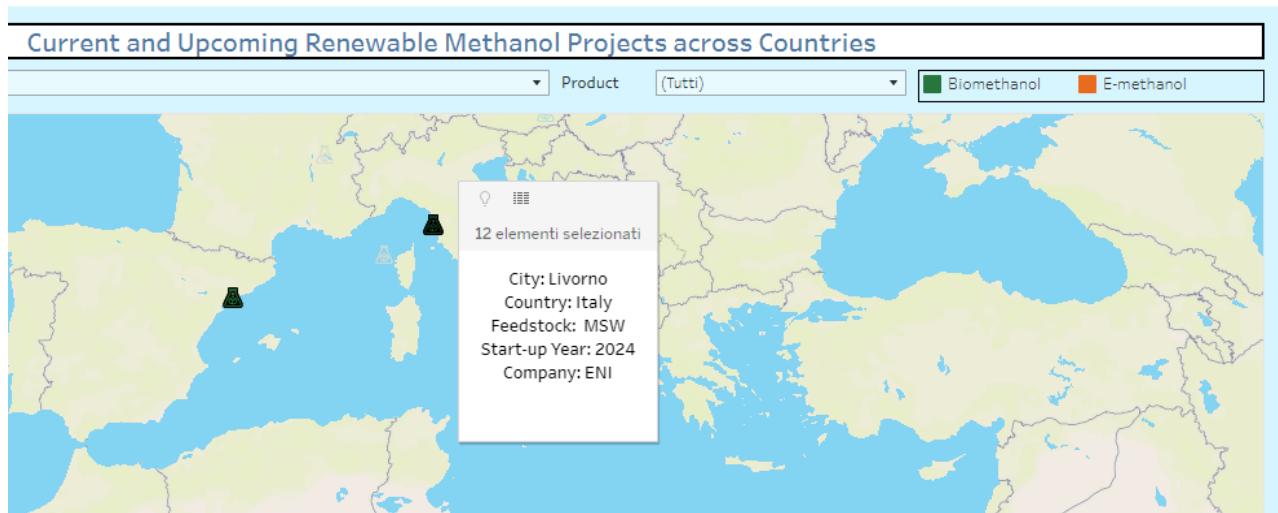 Current and Upcoming Renewable Methanol Projects across Countries
Product (Tutti) Biomethanol E-methanol
12 elementi selezionati
City: Livorno
Country: Italy
Feedstock: MSW
Start-up Year: 2024
Company: ENI